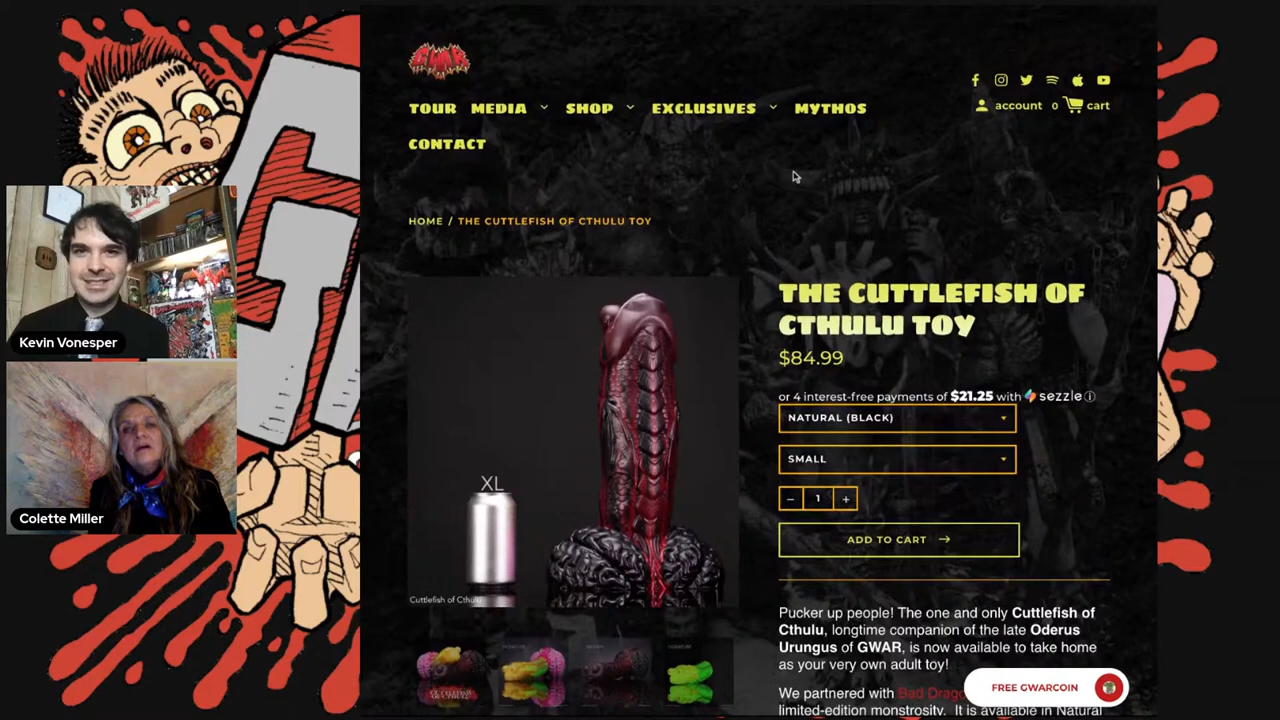 GWAR
TOUR MEDIA SHOP EXCLUSIVES MYTHOS
CONTACT
account 0 cart
HOME / THE CUTTLEFISH OF CTHULU TOY
Kevin Vonesper
Colette Miller
XL
Cuttlefish of Cthulu
THE CUTTLEFISH OF
CTHULU TOY
$84.99
or 4 interest-free payments of $21.25 with sezzle
NATURAL (BLACK)
SMALL
− 1 +
ADD TO CART →
Pucker up people! The one and only Cuttlefish of
Cthulu, longtime companion of the late Oderus
Urungus of GWAR, is now available to take home
as your very own adult toy!
We partnered with Bad
limited-edition monstrosity. It is available in Natural
FREE GWARCOIN